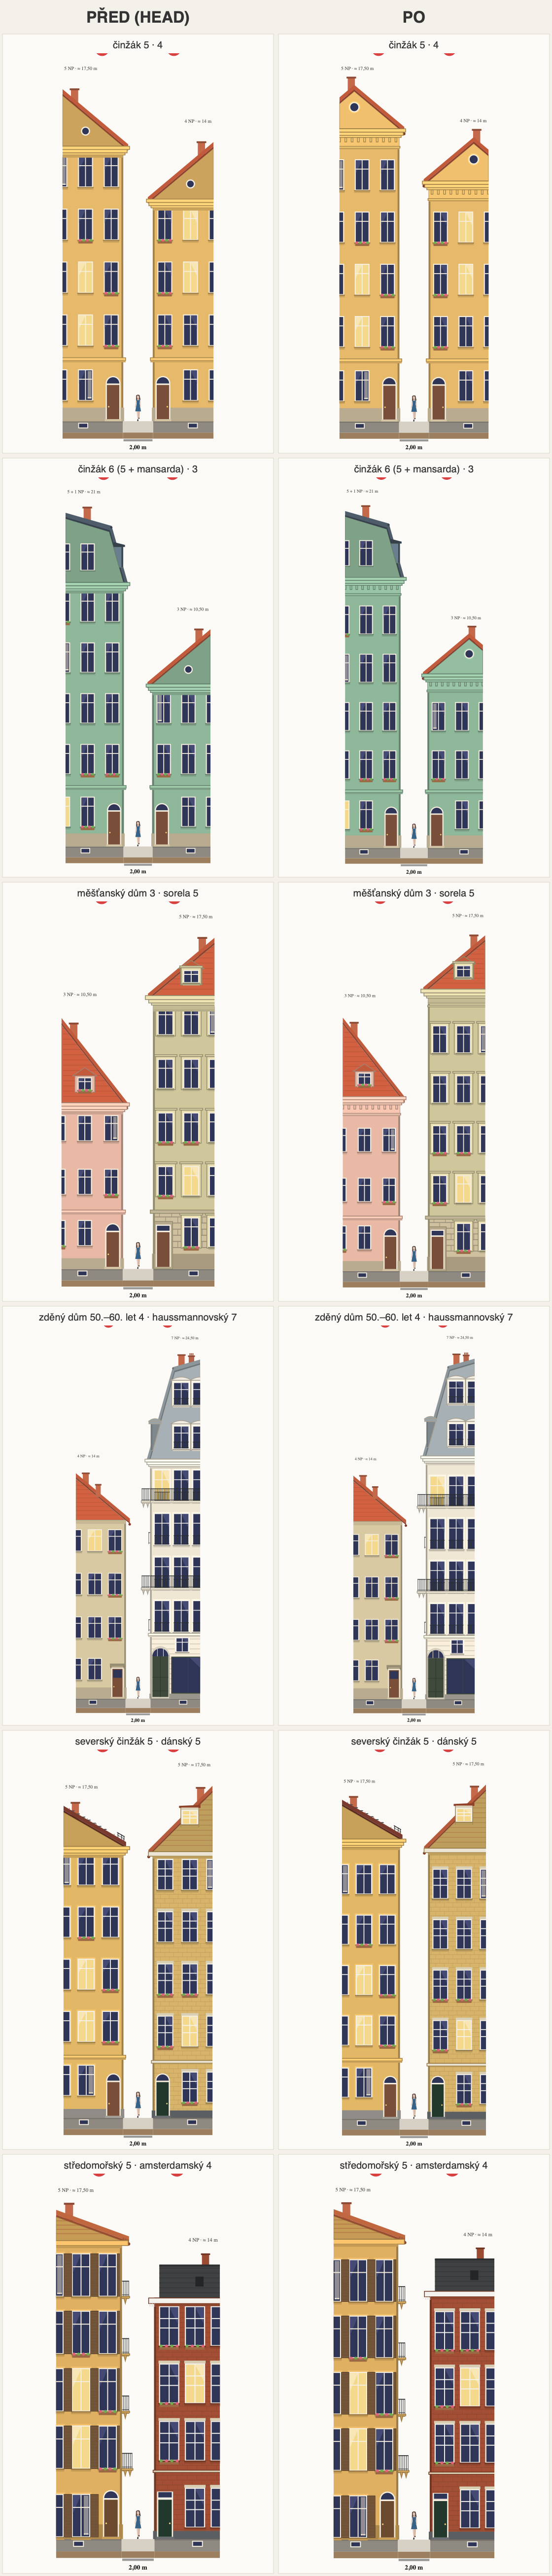 PŘED (HEAD) PO
činžák 5 · 4 činžák 5 · 4
5 NP · ≈ 17,50 m 5 NP · ≈ 17,50 m
4 NP · ≈ 14 m 4 NP · ≈ 14 m
2,00 m 2,00 m
činžák 6 (5 + mansarda) · 3 činžák 6 (5 + mansarda) · 3
5 + 1 NP · ≈ 21 m 5 + 1 NP · ≈ 21 m
3 NP · ≈ 10,50 m 3 NP · ≈ 10,50 m
2,00 m 2,00 m
měšťanský dům 3 · sorela 5 měšťanský dům 3 · sorela 5
5 NP · ≈ 17,50 m 5 NP · ≈ 17,50 m
3 NP · ≈ 10,50 m 3 NP · ≈ 10,50 m
2,00 m 2,00 m
zděný dům 50.–60. let 4 · haussmannovský 7 zděný dům 50.–60. let 4 · haussmannovský 7
7 NP · ≈ 24,50 m 7 NP · ≈ 24,50 m
4 NP · ≈ 14 m 4 NP · ≈ 14 m
2,00 m 2,00 m
severský činžák 5 · dánský 5 severský činžák 5 · dánský 5
5 NP · ≈ 17,50 m 5 NP · ≈ 17,50 m
5 NP · ≈ 17,50 m 5 NP · ≈ 17,50 m
2,00 m 2,00 m
středomořský 5 · amsterdamský 4 středomořský 5 · amsterdamský 4
5 NP · ≈ 17,50 m 5 NP · ≈ 17,50 m
4 NP · ≈ 14 m 4 NP · ≈ 14 m
2,00 m 2,00 m